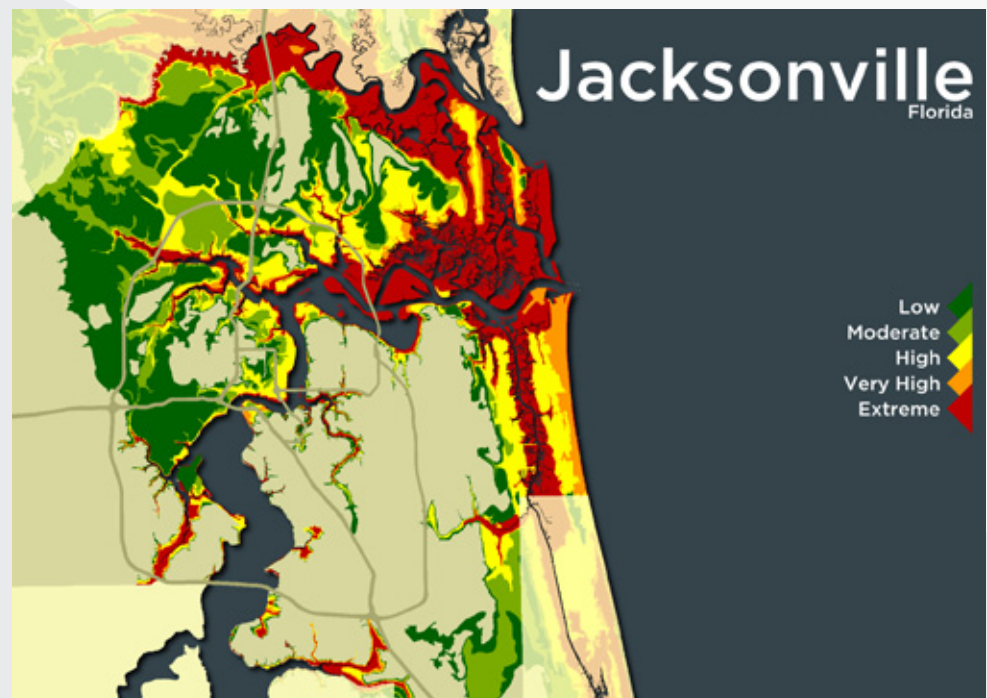 Jacksonville
Florida
Low
Moderate
High
Very High
Extreme